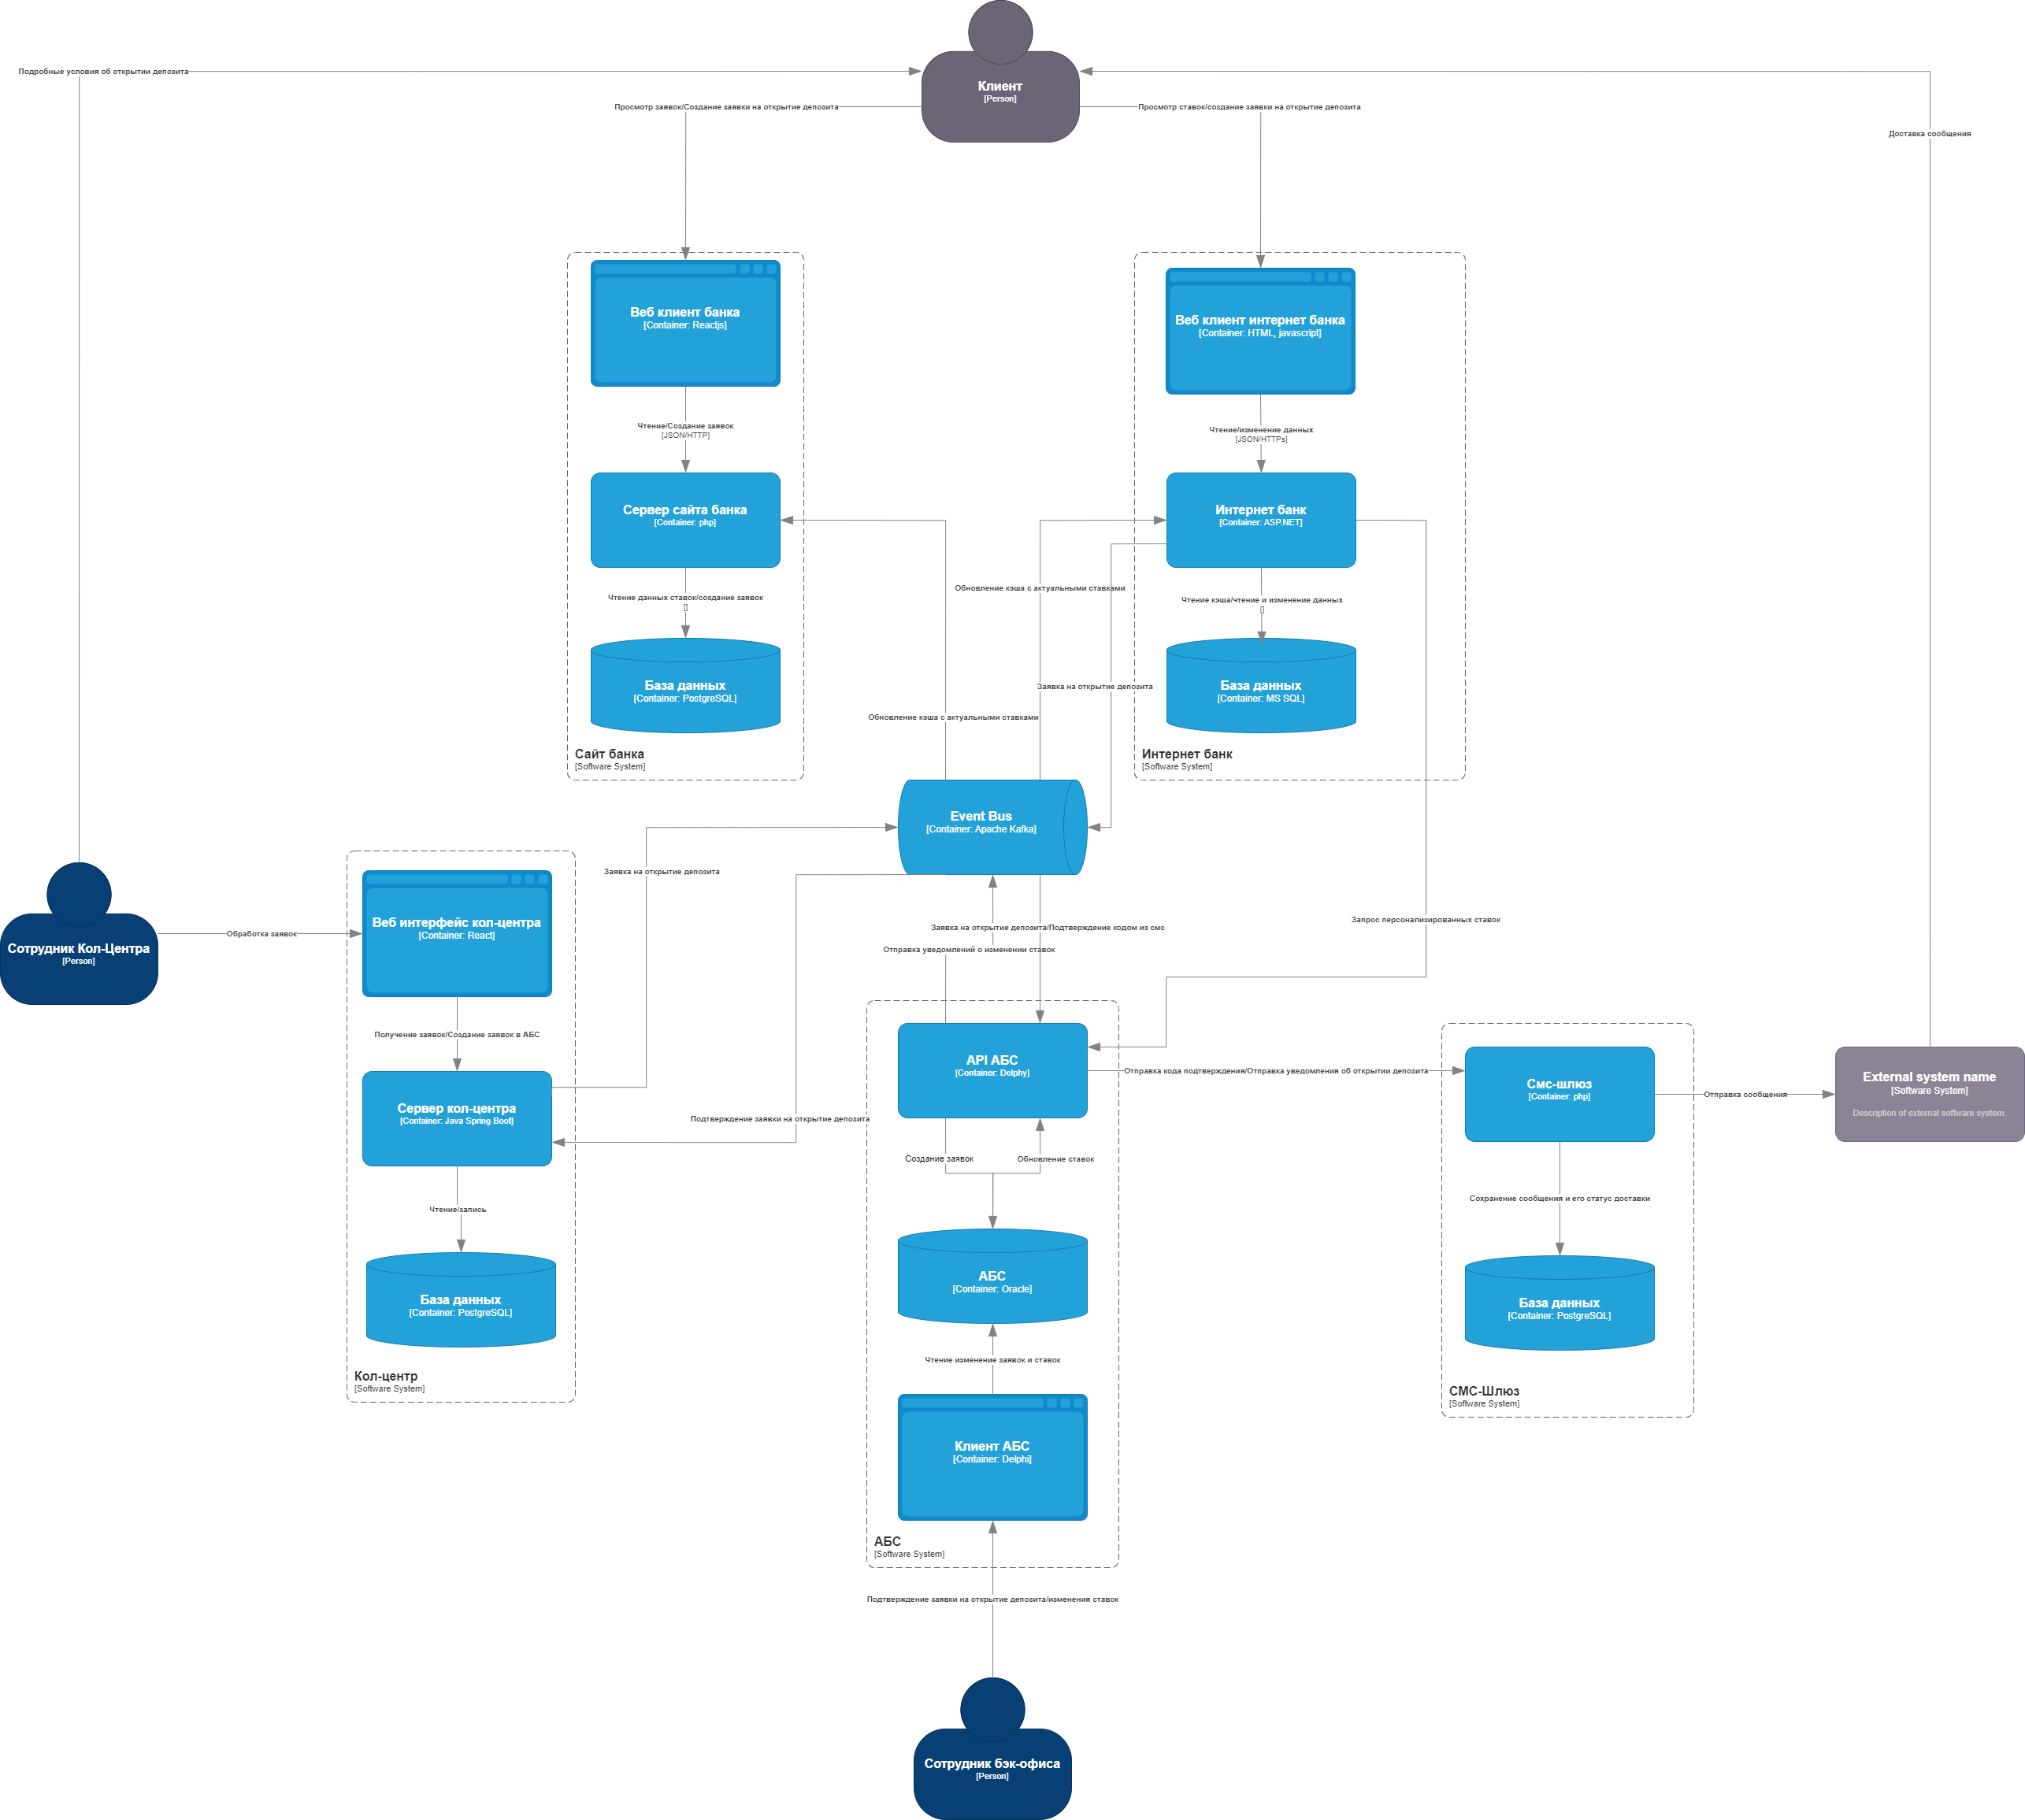 Клиент
[Person]
Подробные условия об открытии депозита
Просмотр заявок/Создание заявки на открытие депозита
Просмотр ставок/создание заявки на открытие депозита
Доставка сообщения
Веб клиент банка
[Container: Reactjs]
Веб клиент интернет банка
[Container: HTML, javascript]
Чтение/Создание заявок
[JSON/HTTP]
Чтение/изменение данных
[JSON/HTTPs]
Сервер сайта банка
[Container: php]
Интернет банк
[Container: ASP.NET]
Обновление кэша с актуальными ставками
Чтение данных ставок/создание заявок
[]
Чтение кэша/чтение и изменение данных
[]
База данных
[Container: PostgreSQL]
Заявка на открытие депозита
База данных
[Container: MS SQL]
Обновление кэша с актуальными ставками
Сайт банка
[Software System]
Интернет банк
[Software System]
Event Bus
[Container: Apache Kafka]
Заявка на открытие депозита
Веб интерфейс кол-центра
[Container: React]
Сотрудник Кол-Центра
[Person]
Обработка заявок
Заявка на открытие депозита/Подтверждение кодом из смс
Запрос персонализированных ставок
Отправка уведомлений о изменении ставок
Получение заявок/Создание заявок в АБС
API АБС
[Container: Delphy]
Отправка кода подтверждения/Отправка уведомления об открытии депозита
Смс-шлюз
[Container: php]
Отправка сообщения
External system name
[Software System]
Description of external software system.
Сервер кол-центра
[Container: Java Spring Boot]
Подтверждение заявки на открытие депозита
Создание заявок
Обновление ставок
Чтение/запись
Сохранение сообщения и его статус доставки
АБС
[Container: Oracle]
База данных
[Container: PostgreSQL]
База данных
[Container: PostgreSQL]
Чтение изменение заявок и ставок
Кол-центр
[Software System]
СМС-Шлюз
[Software System]
Клиент АБС
[Container: Delphi]
АБС
[Software System]
Подтверждение заявки на открытие депозита/изменения ставок
Сотрудник бэк-офиса
[Person]